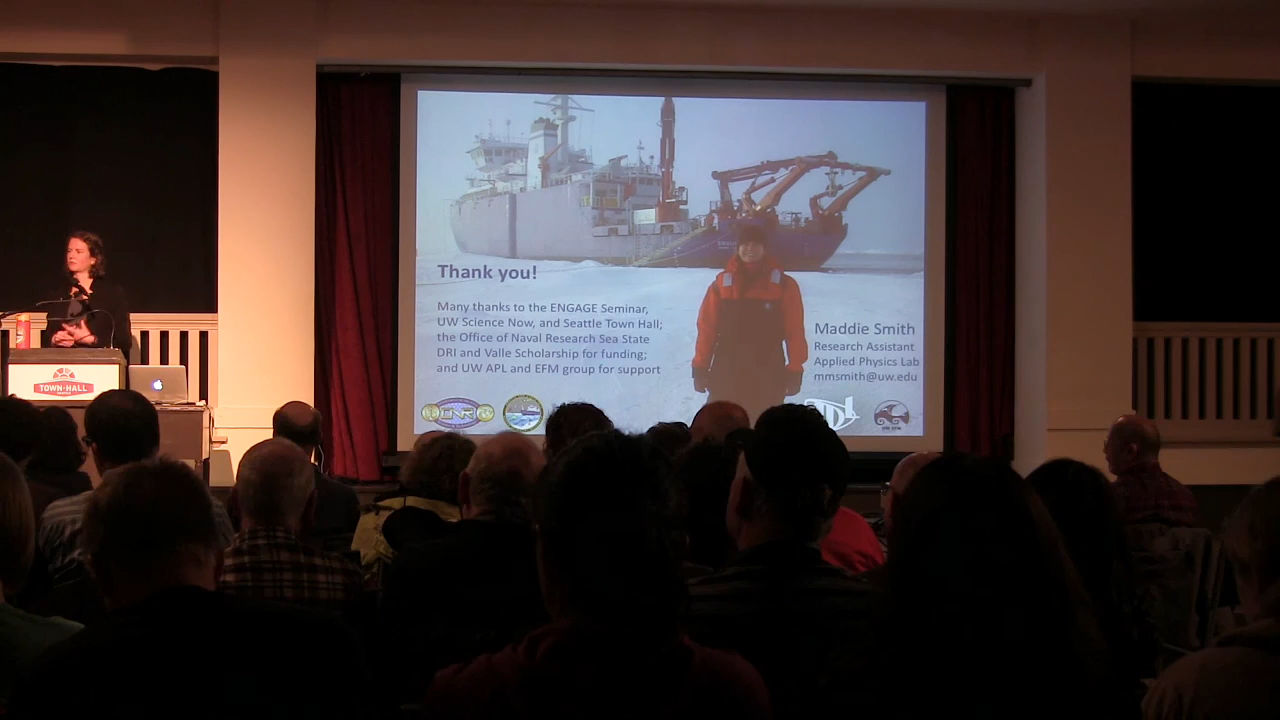 Thank you!
Many thanks to the ENGAGE Seminar,
UW Science Now, and Seattle Town Hall;
the Office of Naval Research Sea State
DRI and Valle Scholarship for funding;
and UW APL and EFM group for support
Maddie Smith
Research Assistant
Applied Physics Lab
mmsmith@uw.edu
TOWN HALL